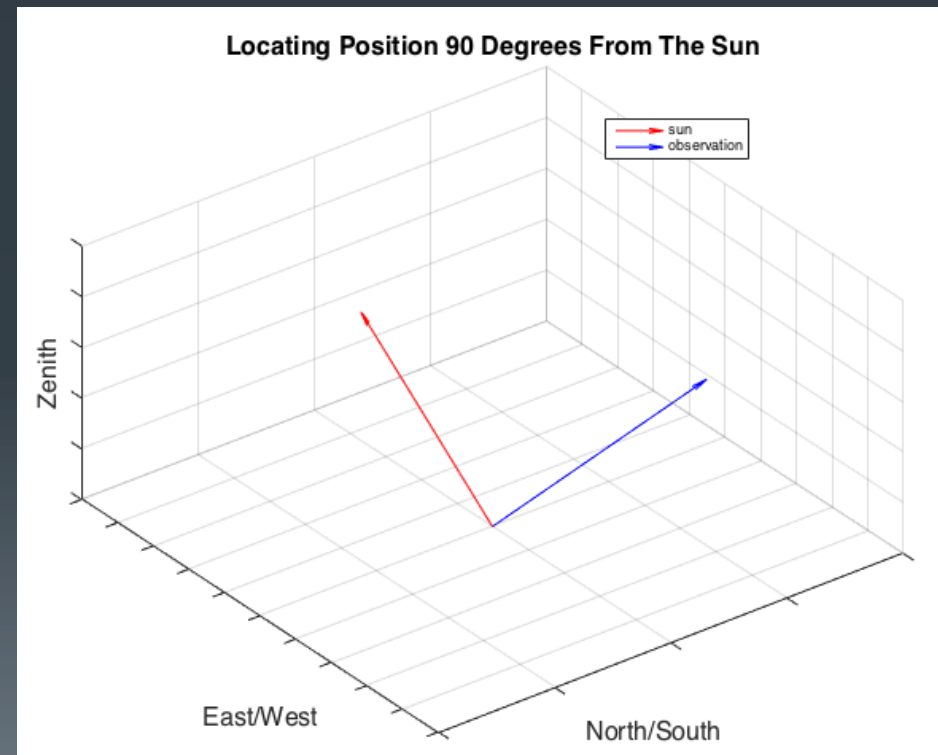 Locating Position 90 Degrees From The Sun
sun
observation
Zenith
East/West
North/South